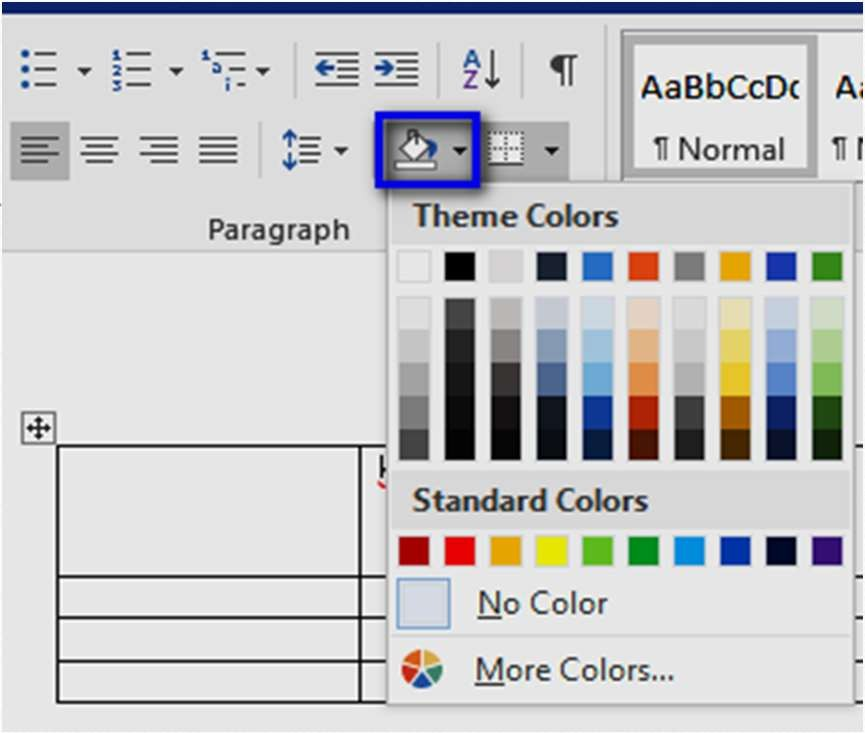 AaBbCcDc
¶ Normal
Paragraph
Theme Colors
Standard Colors
No Color
More Colors...